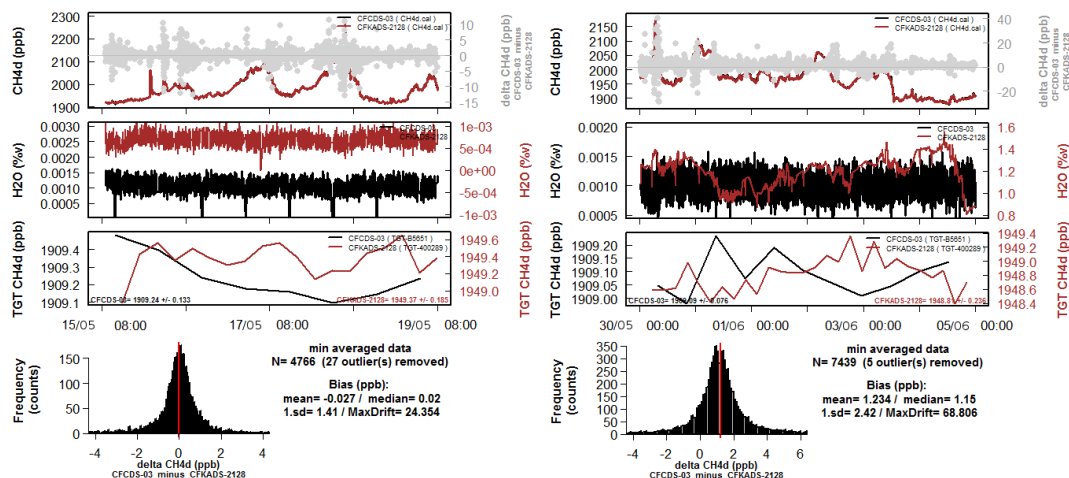 CFCDS-03 ( CH4d.cal )
CFKADS-2128 ( CH4d.cal )
CH4d (ppb)
2300
2200
2100
2000
1900
10
5
0
-5
-10
-15
delta CH4d (ppb)
CFCDS-03 minus
CFKADS-2128
H2O (%w)
0.0030
0.0025
0.0020
0.0015
0.0010
0.0005
CFKADS-2128
1e-03
5e-04
0e+00
-5e-04
-1e-03
H2O (%w)
TGT CH4d (ppb)
1909.4
1909.3
1909.2
1909.1
CFCDS-03 ( TGT-B5651 )
CFKADS-2128 ( TGT-400289 )
1949.6
1949.4
1949.2
1949.0
TGT CH4d (ppb)
CFCDS-03= 1909.24 +/- 0.133
CFKADS-2128= 1949.37 +/- 0.185
15/05 08:00 17/05 08:00 19/05 08:00
Frequency
(counts)
150
100
50
0
-4 -2 0 2 4
delta CH4d (ppb)
CFCDS-03 minus CFKADS-2128
min averaged data
N= 4766 (27 outlier(s) removed)
Bias (ppb):
mean= -0.027 / median= 0.02
1.sd= 1.41 / MaxDrift= 24.354
CFCDS-03 ( CH4d.cal )
CFKADS-2128 ( CH4d.cal )
CH4d (ppb)
2150
2100
2050
2000
1950
1900
40
20
0
-20
delta CH4d (ppb)
CFCDS-03 minus
CFKADS-2128
H2O (%w)
0.0020
0.0015
0.0010
0.0005
CFCDS-03
CFKADS-2128
1.6
1.4
1.2
1.0
0.8
H2O (%w)
TGT CH4d (ppb)
1909.20
1909.15
1909.10
1909.05
1909.00
CFCDS-03 ( TGT-B5651 )
CFKADS-2128 ( TGT-400289 )
1949.4
1949.2
1949.0
1948.8
1948.6
1948.4
TGT CH4d (ppb)
+/- 0.076
+/- 0.236
30/05 00:00 01/06 00:00 03/06 00:00 05/06 00:00
Frequency
(counts)
350
300
250
200
150
100
50
0
-4 -2 0 2 4 6
delta CH4d (ppb)
CFCDS-03 minus CFKADS-2128
min averaged data
N= 7439 (5 outlier(s) removed)
Bias (ppb):
mean= 1.234 / median= 1.15
1.sd= 2.42 / MaxDrift= 68.806